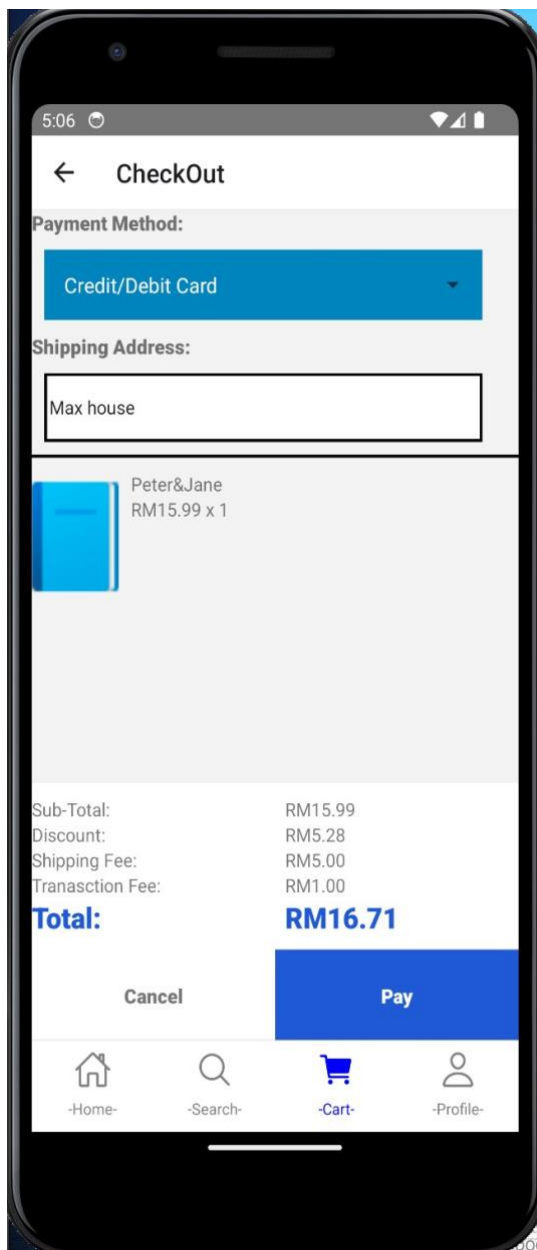 5:06
CheckOut
Payment Method:
Credit/Debit Card
Shipping Address:
Max house
Peter&Jane
RM15.99 x 1
Sub-Total: RM15.99
Discount: RM5.28
Shipping Fee: RM5.00
Tranasction Fee: RM1.00
Total: RM16.71
Cancel Pay
-Home- -Search- -Cart- -Profile-